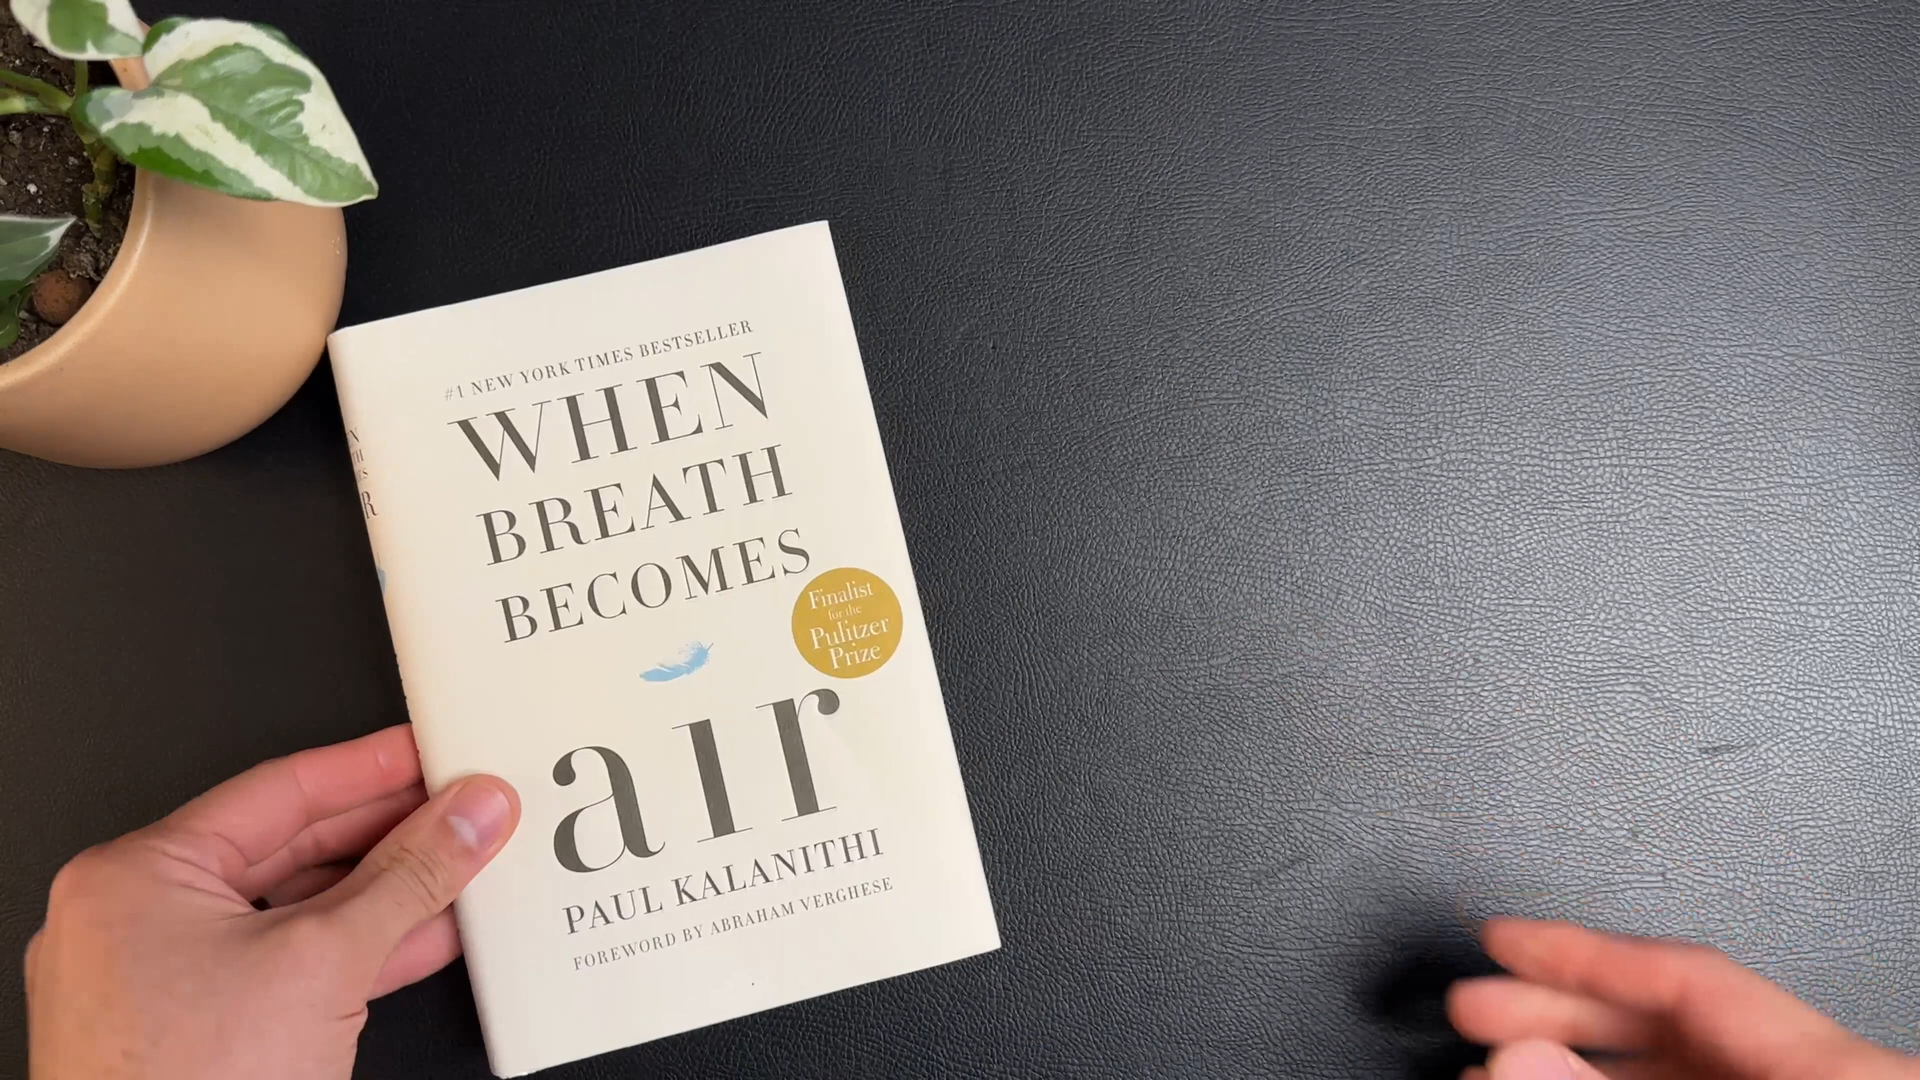 #1 NEW YORK TIMES BESTSELLER
WHEN
BREATH
BECOMES
Finalist
for the
Pulitzer
Prize
aır
PAUL KALANITHI
FOREWORD BY ABRAHAM VERGHESE